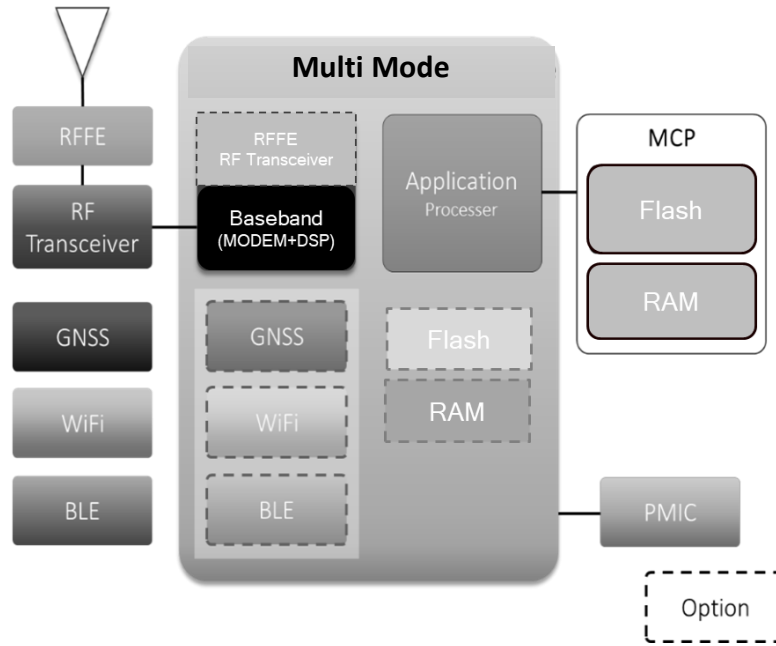 Multi Mode
RFFE
RF
Transceiver
GNSS
WiFi
BLE
RFFE
RF Transceiver
Baseband
(MODEM+DSP)
GNSS
WiFi
BLE
Application
Processer
Flash
RAM
MCP
Flash
RAM
PMIC
Option